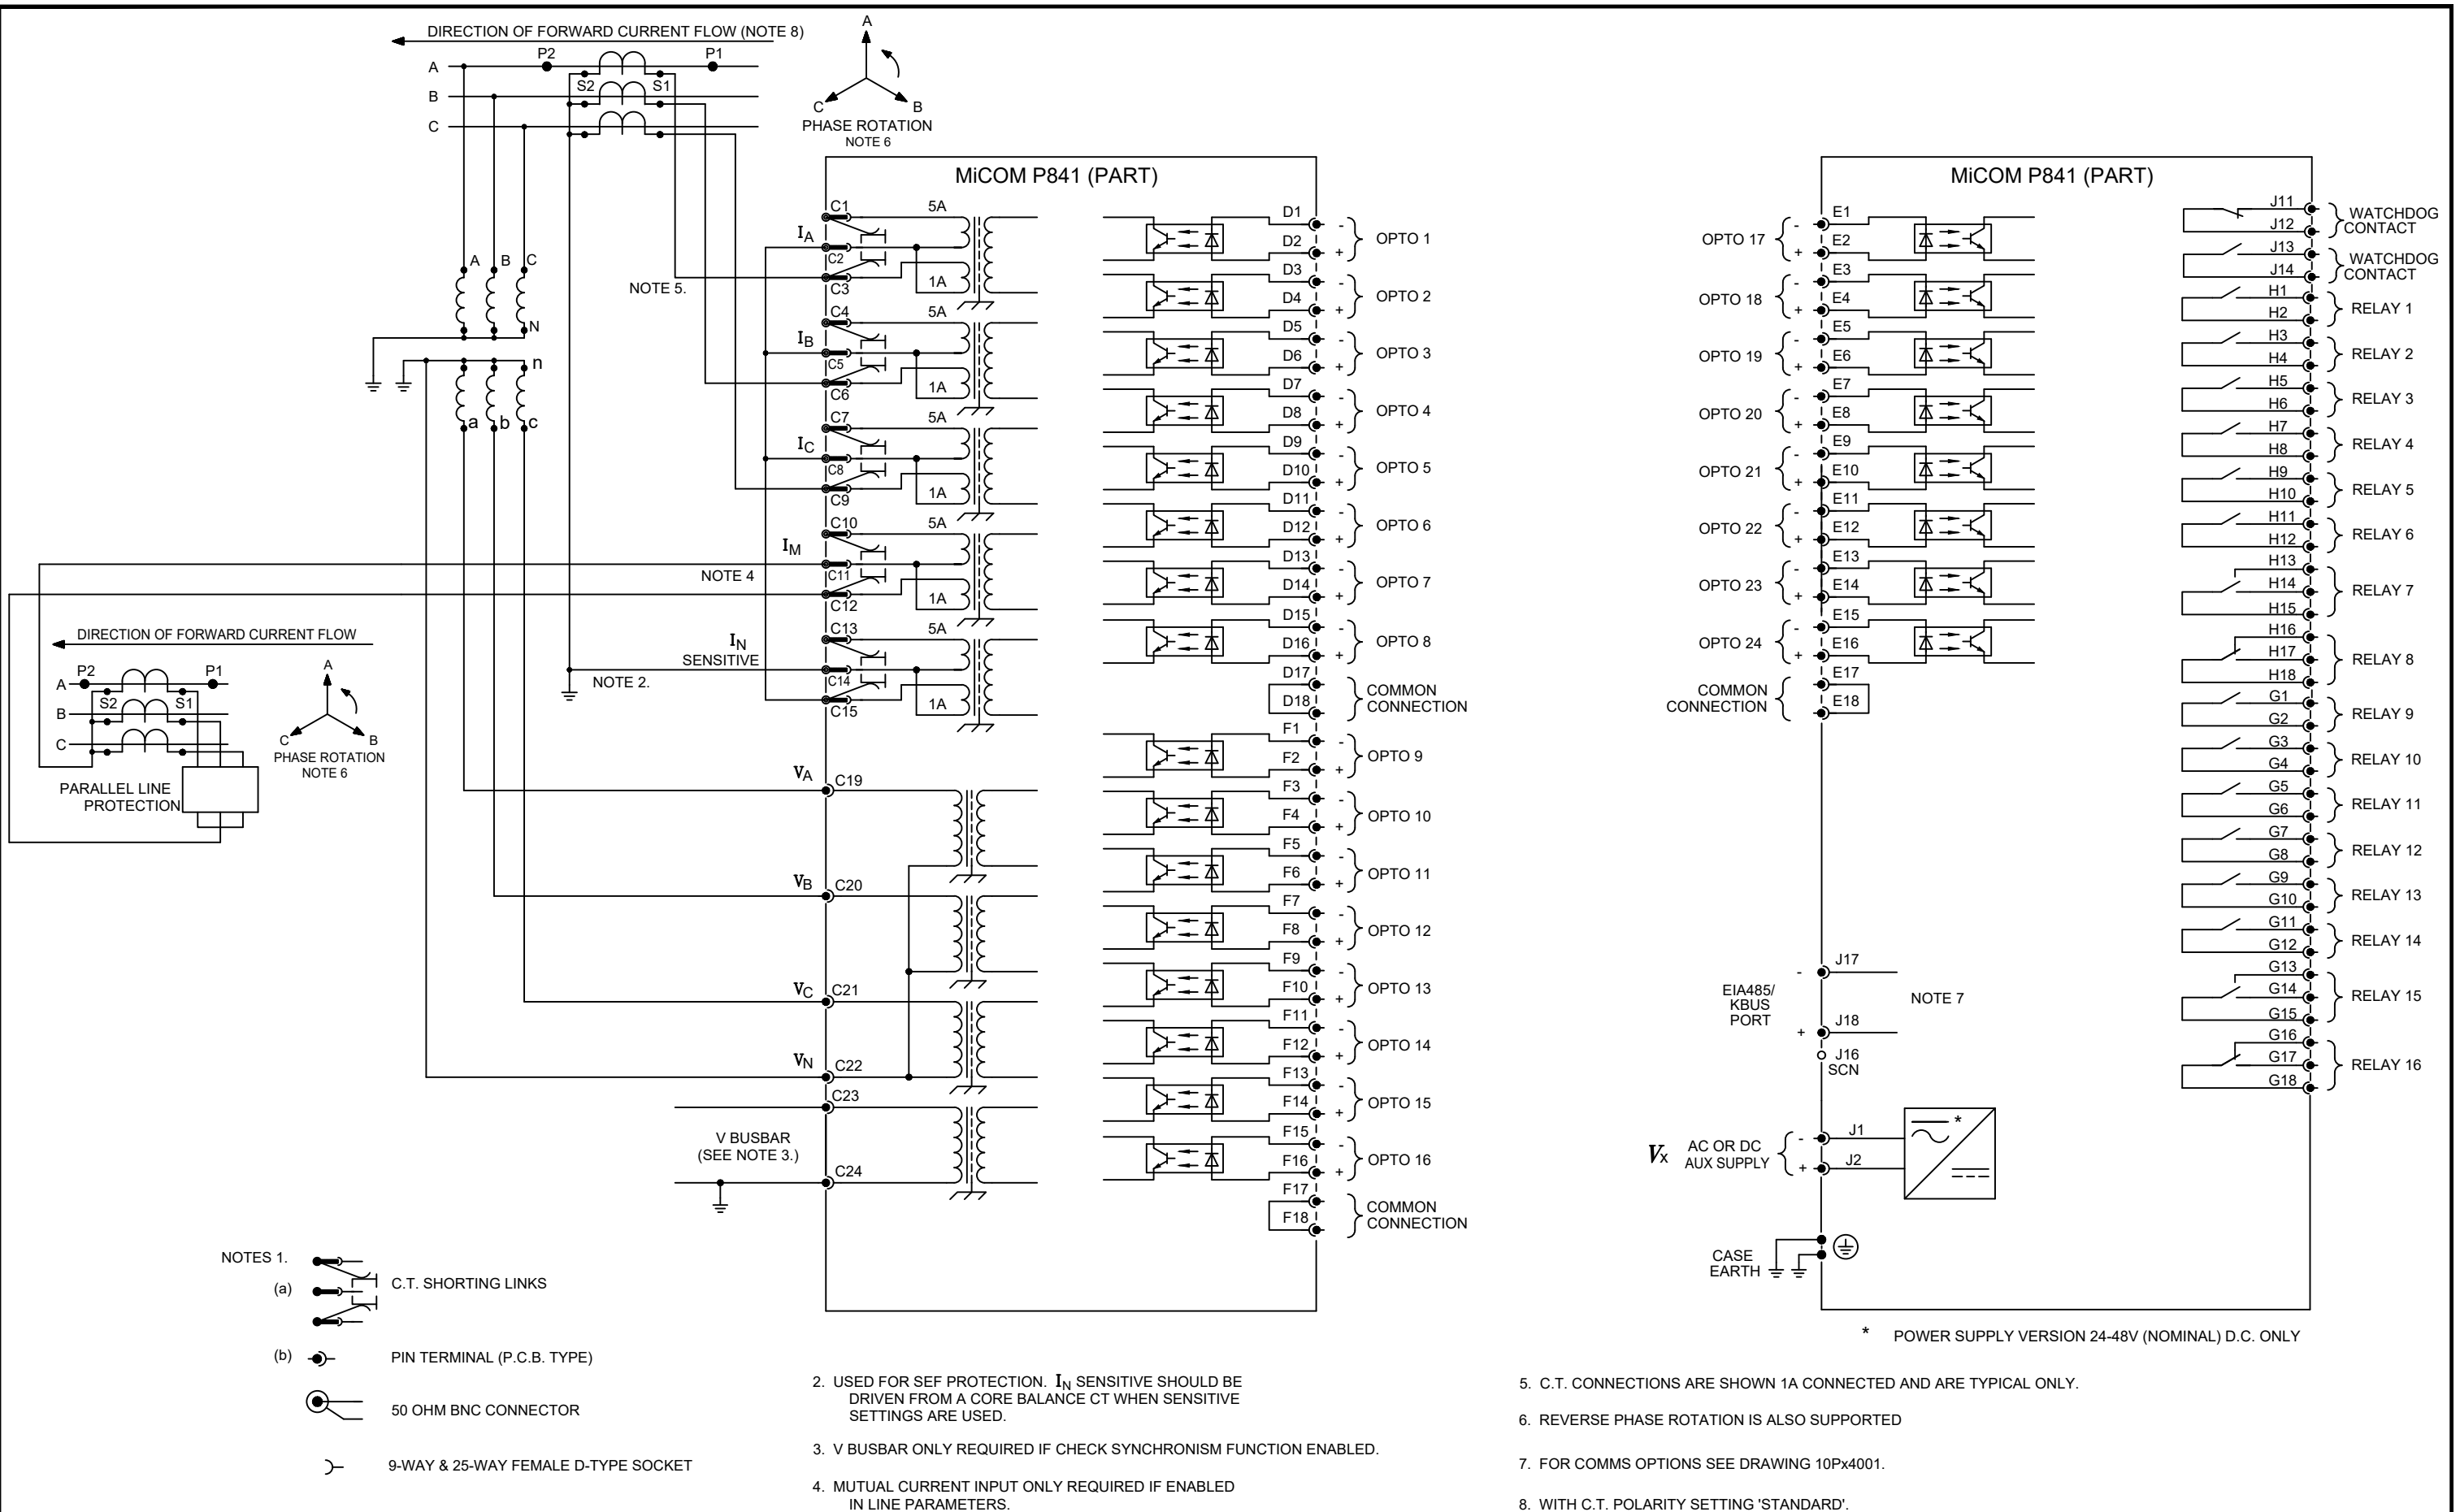 DIRECTION OF FORWARD CURRENT FLOW (NOTE 8)
A
P2
P1
A
S2
S1
B
C
C
B
PHASE ROTATION
NOTE 6
A
B
C
N
n
a
b
c
NOTE 5.
NOTE 4
DIRECTION OF FORWARD CURRENT FLOW
P2
P1
A
A
S2
S1
B
C
C
B
PHASE ROTATION
NOTE 6
PARALLEL LINE
PROTECTION
NOTE 2.
MiCOM P841 (PART)
C1
5A
IA
C2
C3
1A
C4
5A
IB
C5
C6
1A
C7
5A
IC
C8
C9
1A
C10
5A
IM
C11
C12
1A
C13
5A
IN
SENSITIVE
C14
C15
1A
VA
C19
VB
C20
VC
C21
VN
C22
C23
V BUSBAR
(SEE NOTE 3.)
C24
D1 -
D2 +
OPTO 1
D3 -
D4 +
OPTO 2
D5 -
D6 +
OPTO 3
D7 -
D8 +
OPTO 4
D9 -
D10 +
OPTO 5
D11 -
D12 +
OPTO 6
D13 -
D14 +
OPTO 7
D15 -
D16 +
OPTO 8
D17
D18
COMMON
CONNECTION
F1 -
F2 +
OPTO 9
F3 -
F4 +
OPTO 10
F5 -
F6 +
OPTO 11
F7 -
F8 +
OPTO 12
F9 -
F10 +
OPTO 13
F11 -
F12 +
OPTO 14
F13 -
F14 +
OPTO 15
F15 -
F16 +
OPTO 16
F17
F18
COMMON
CONNECTION
MiCOM P841 (PART)
OPTO 17
- E1
+ E2
OPTO 18
- E3
+ E4
OPTO 19
- E5
+ E6
OPTO 20
- E7
+ E8
OPTO 21
- E9
+ E10
OPTO 22
- E11
+ E12
OPTO 23
- E13
+ E14
OPTO 24
- E15
+ E16
COMMON
CONNECTION
E17
E18
- J17
EIA485/
KBUS
PORT
NOTE 7
+ J18
J16
SCN
Vx
AC OR DC
AUX SUPPLY
- J1
+ J2
*
CASE
EARTH
J11
J12
WATCHDOG
CONTACT
J13
J14
WATCHDOG
CONTACT
H1
H2
RELAY 1
H3
H4
RELAY 2
H5
H6
RELAY 3
H7
H8
RELAY 4
H9
H10
RELAY 5
H11
H12
RELAY 6
H13
H14
H15
RELAY 7
H16
H17
H18
RELAY 8
G1
G2
RELAY 9
G3
G4
RELAY 10
G5
G6
RELAY 11
G7
G8
RELAY 12
G9
G10
RELAY 13
G11
G12
RELAY 14
G13
G14
G15
RELAY 15
G16
G17
G18
RELAY 16
* POWER SUPPLY VERSION 24-48V (NOMINAL) D.C. ONLY
NOTES 1.
(a)
C.T. SHORTING LINKS
(b)
PIN TERMINAL (P.C.B. TYPE)
50 OHM BNC CONNECTOR
9-WAY & 25-WAY FEMALE D-TYPE SOCKET
2. USED FOR SEF PROTECTION. IN SENSITIVE SHOULD BE
DRIVEN FROM A CORE BALANCE CT WHEN SENSITIVE
SETTINGS ARE USED.
3. V BUSBAR ONLY REQUIRED IF CHECK SYNCHRONISM FUNCTION ENABLED.
4. MUTUAL CURRENT INPUT ONLY REQUIRED IF ENABLED
IN LINE PARAMETERS.
5. C.T. CONNECTIONS ARE SHOWN 1A CONNECTED AND ARE TYPICAL ONLY.
6. REVERSE PHASE ROTATION IS ALSO SUPPORTED
7. FOR COMMS OPTIONS SEE DRAWING 10Px4001.
8. WITH C.T. POLARITY SETTING 'STANDARD'.